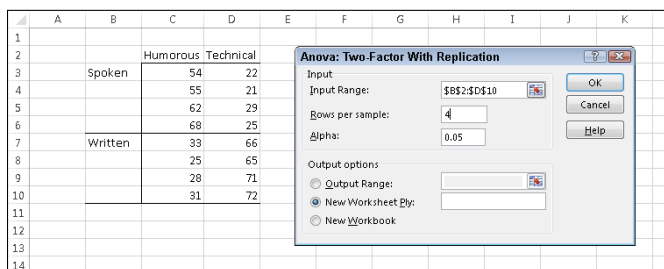 A B C D E F G H I J K
1
2 Humorous Technical
3 Spoken 54 22
4 55 21
5 62 29
6 68 25
7 Written 33 66
8 25 65
9 28 71
10 31 72
11
12
13
14
Anova: Two-Factor With Replication
Input
Input Range: $B$2:$D$10
Rows per sample: 4
Alpha: 0.05
OK
Cancel
Help
Output options
Output Range:
New Worksheet Ply:
New Workbook